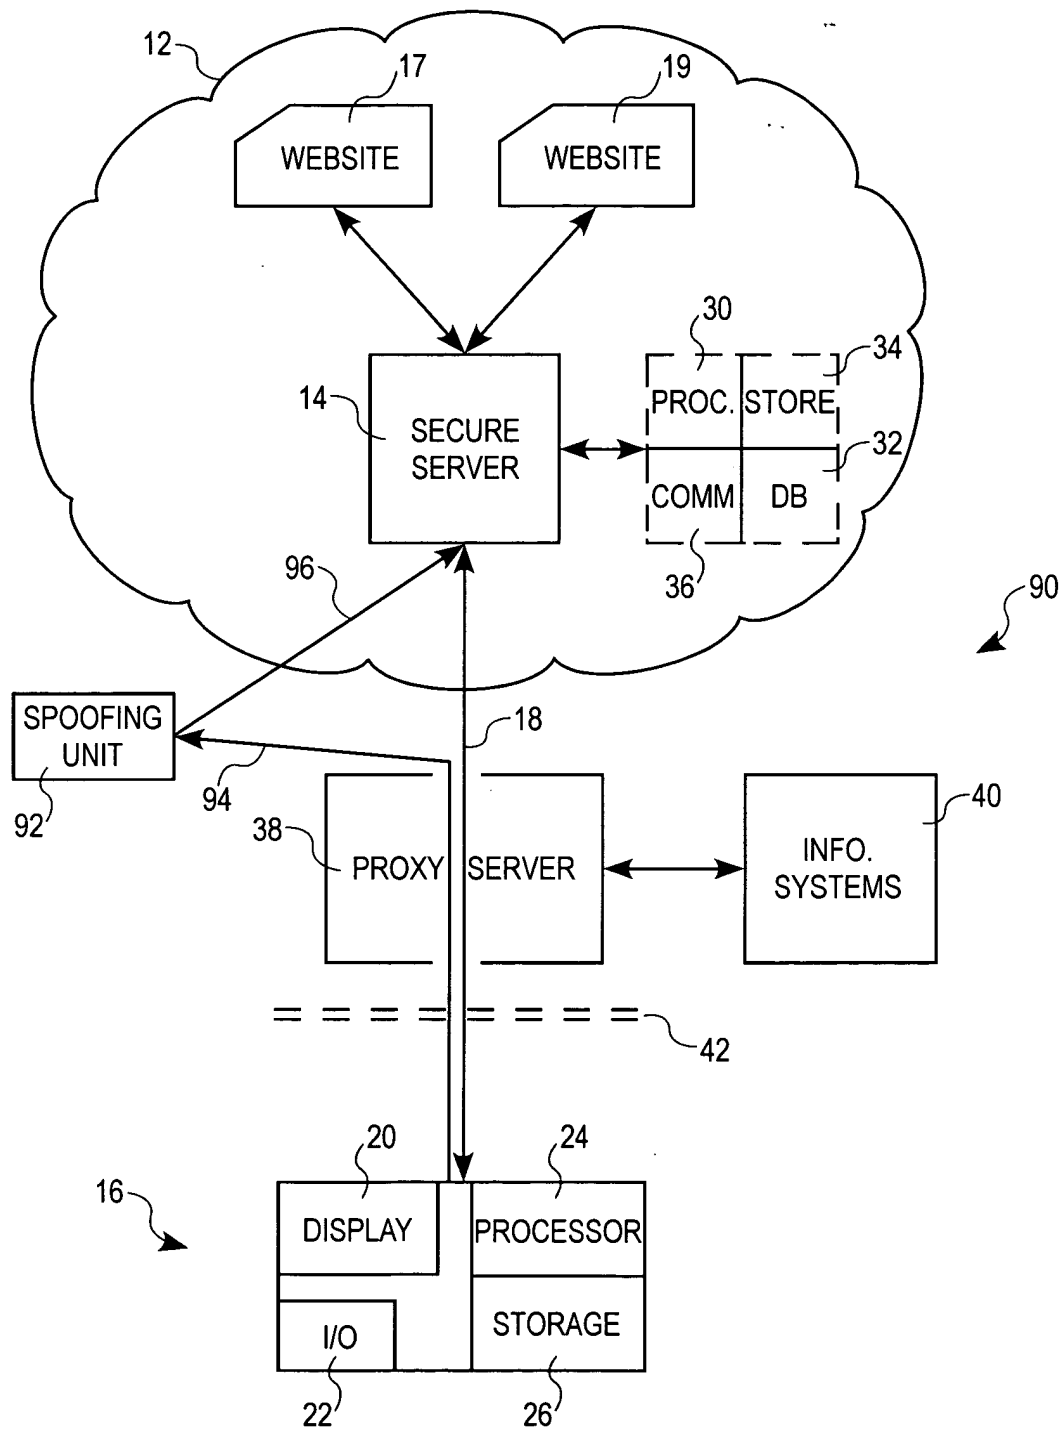 12
17
19
WEBSITE
WEBSITE
30
34
14
SECURE
SERVER
PROC.
STORE
32
COMM
DB
36
96
90
SPOOFING
UNIT
18
94
92
38
40
PROXY SERVER
INFO.
SYSTEMS
42
20
24
16
DISPLAY
PROCESSOR
I/O
STORAGE
22
26